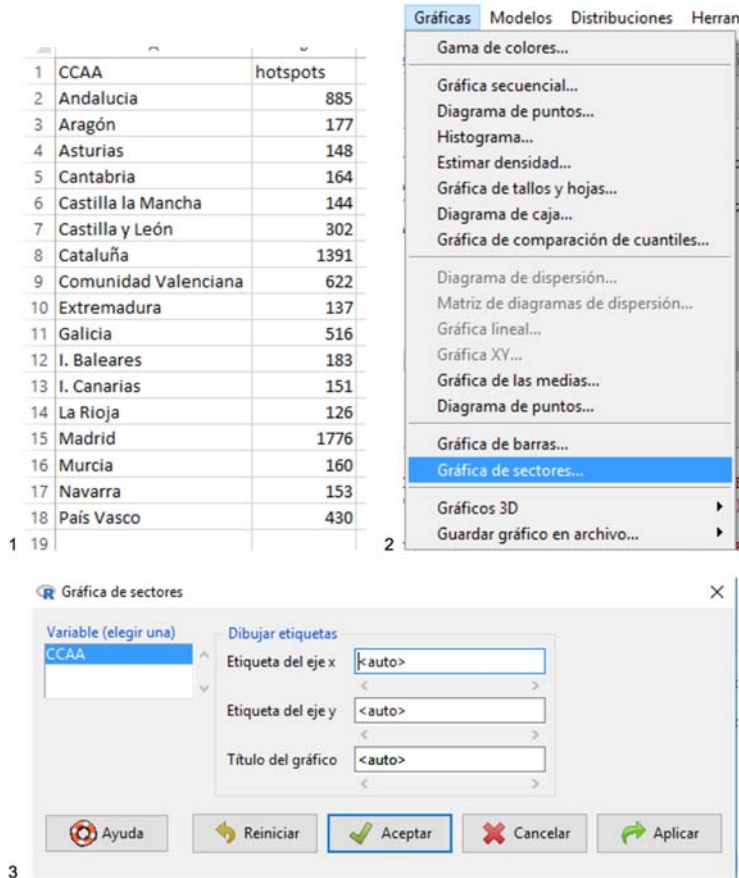 1 CCAA hotspots
2 Andalucia 885
3 Aragón 177
4 Asturias 148
5 Cantabria 164
6 Castilla la Mancha 144
7 Castilla y León 302
8 Cataluña 1391
9 Comunidad Valenciana 622
10 Extremadura 137
11 Galicia 516
12 I. Baleares 183
13 I. Canarias 151
14 La Rioja 126
15 Madrid 1776
16 Murcia 160
17 Navarra 153
18 País Vasco 430
19
1
Gráficas Modelos Distribuciones Herran
Gama de colores...
Gráfica secuencial...
Diagrama de puntos...
Histograma...
Estimar densidad...
Gráfica de tallos y hojas...
Diagrama de caja...
Gráfica de comparación de cuantiles...
Diagrama de dispersión...
Matriz de diagramas de dispersión...
Gráfica lineal...
Gráfica XY...
Gráfica de las medias...
Diagrama de puntos...
Gráfica de barras...
Gráfica de sectores...
Gráficos 3D
Guardar gráfico en archivo...
2
R Gráfica de sectores
Variable (elegir una)
CCAA
Dibujar etiquetas
Etiqueta del eje x <auto>
Etiqueta del eje y <auto>
Título del gráfico <auto>
Ayuda Reiniciar Aceptar Cancelar Aplicar
3